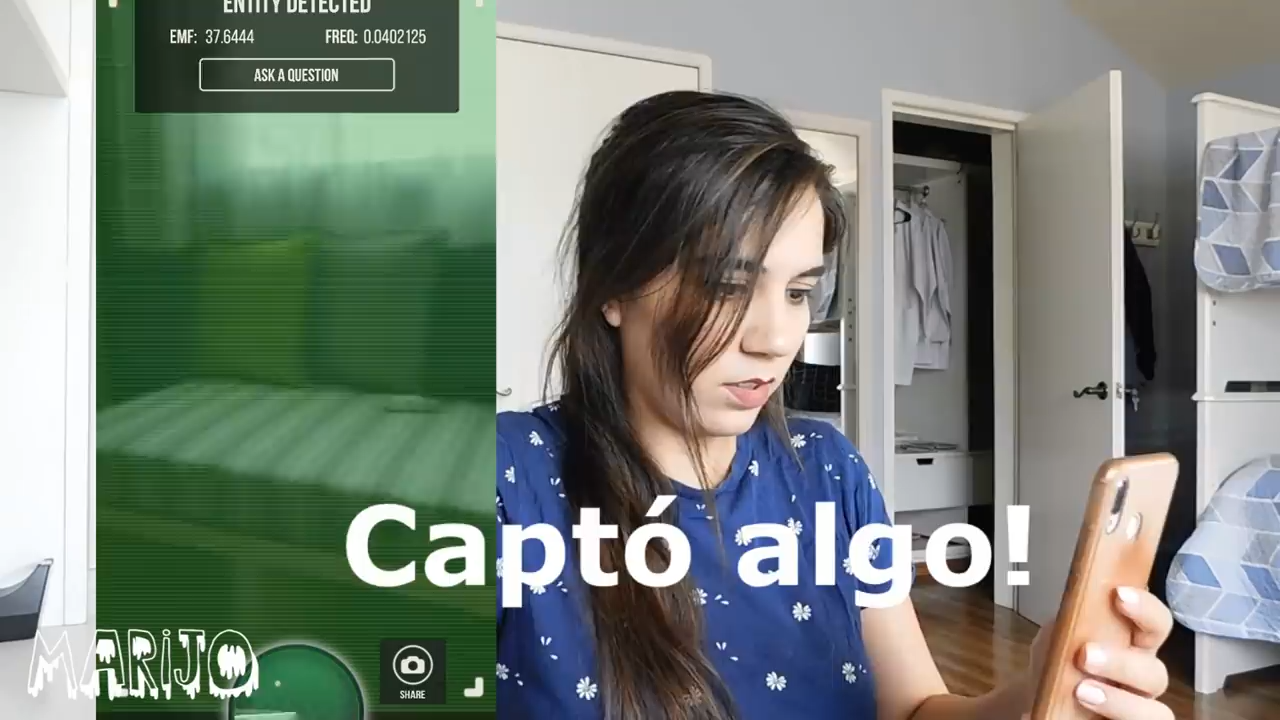 ENTITY DETECTED
EMF: 37.6444 FREQ: 0.0402125
ASK A QUESTION
Captó algo!
MARiJO
SHARE